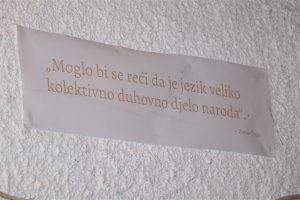 „Moglo bi se reći da je jezik veliko
kolektivno duhovno djelo naroda“.